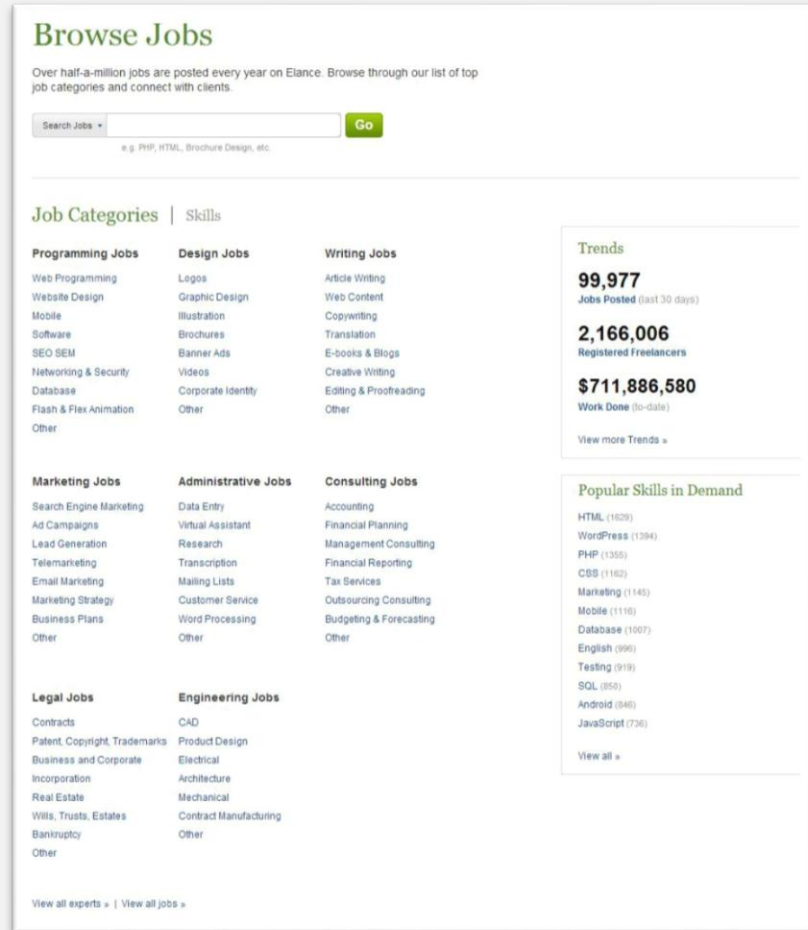 Browse Jobs
Over half-a-million jobs are posted every year on Elance. Browse through our list of top
job categories and connect with clients.
Search Jobs
Go
e.g. PHP, HTML, Brochure Design, etc.
Job Categories | Skills
Programming Jobs
Web Programming
Website Design
Mobile
Software
SEO SEM
Networking & Security
Database
Flash & Flex Animation
Other
Design Jobs
Logos
Graphic Design
Illustration
Brochures
Banner Ads
Videos
Corporate Identity
Other
Writing Jobs
Article Writing
Web Content
Copywriting
Translation
E-books & Blogs
Creative Writing
Editing & Proofreading
Other
Marketing Jobs
Search Engine Marketing
Ad Campaigns
Lead Generation
Telemarketing
Email Marketing
Marketing Strategy
Business Plans
Other
Administrative Jobs
Data Entry
Virtual Assistant
Research
Transcription
Mailing Lists
Customer Service
Word Processing
Other
Consulting Jobs
Accounting
Financial Planning
Management Consulting
Financial Reporting
Tax Services
Outsourcing Consulting
Budgeting & Forecasting
Other
Legal Jobs
Contracts
Patent, Copyright, Trademarks
Business and Corporate
Incorporation
Real Estate
Wills, Trusts, Estates
Bankruptcy
Other
Engineering Jobs
CAD
Product Design
Electrical
Architecture
Mechanical
Contract Manufacturing
Other
View all experts » | View all jobs »
Trends
99,977
Jobs Posted (last 30 days)
2,166,006
Registered Freelancers
$711,886,580
Work Done (to-date)
View more Trends »
Popular Skills in Demand
HTML (1629)
WordPress (1394)
PHP (1355)
CSS (1162)
Marketing (1145)
Mobile (1116)
Database (1007)
English (996)
Testing (919)
SQL (850)
Android (846)
JavaScript (736)
View all »